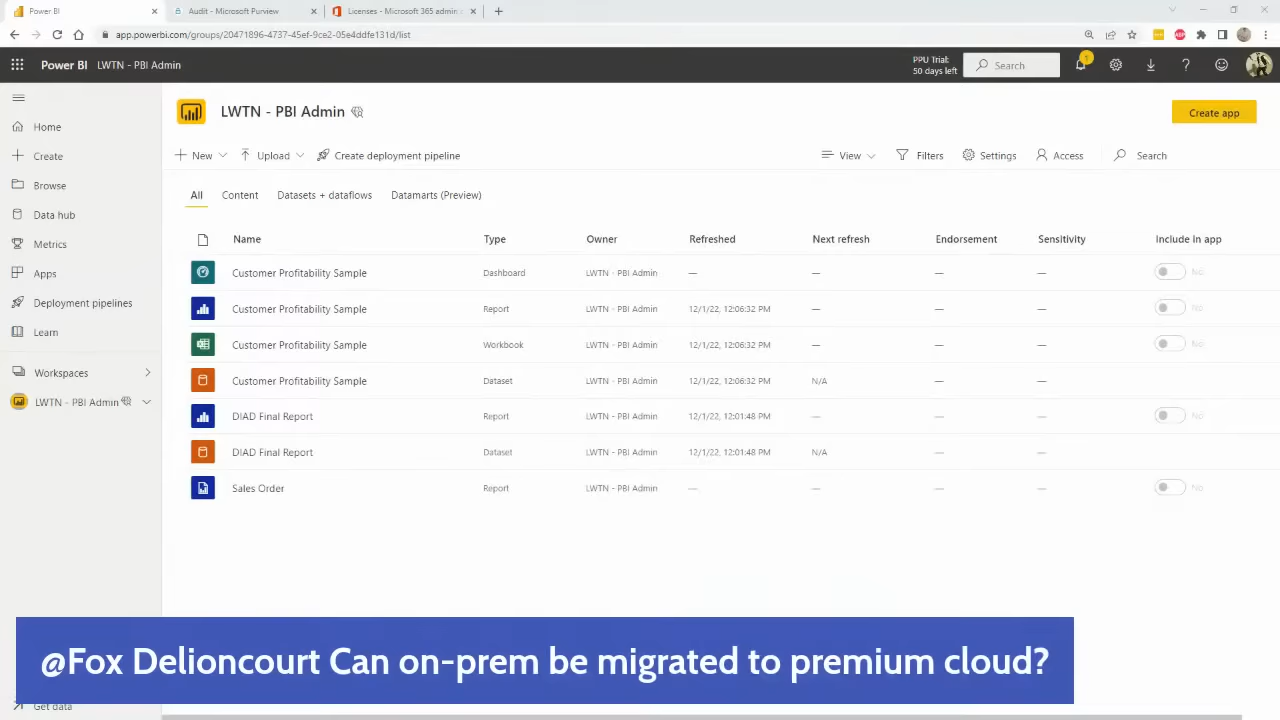 Power BI
Audit - Microsoft Purview
Licenses - Microsoft 365 admin
app.powerbi.com/groups/20471896-4737-45ef-9ce2-05e4ddfe131d/list
Power BI LWTN - PBI Admin
PPU Trial:
50 days left
Search
1
LWTN - PBI Admin
Create app
New
Upload
Create deployment pipeline
View
Filters
Settings
Access
Search
Home
Create
Browse
Data hub
Metrics
Apps
Deployment pipelines
Learn
Workspaces
LWTN - PBI Admin
Get data
All Content Datasets + dataflows Datamarts (Preview)
Name Type Owner Refreshed Next refresh Endorsement Sensitivity Include in app
Customer Profitability Sample Dashboard LWTN - PBI Admin — — — — No
Customer Profitability Sample Report LWTN - PBI Admin 12/1/22, 12:06:32 PM — — — No
Customer Profitability Sample Workbook LWTN - PBI Admin 12/1/22, 12:06:32 PM — — — No
Customer Profitability Sample Dataset LWTN - PBI Admin 12/1/22, 12:06:32 PM N/A — —
DIAD Final Report Report LWTN - PBI Admin 12/1/22, 12:01:48 PM — — — No
DIAD Final Report Dataset LWTN - PBI Admin 12/1/22, 12:01:48 PM N/A — —
Sales Order Report LWTN - PBI Admin — — — — No
@Fox Delioncourt Can on-prem be migrated to premium cloud?